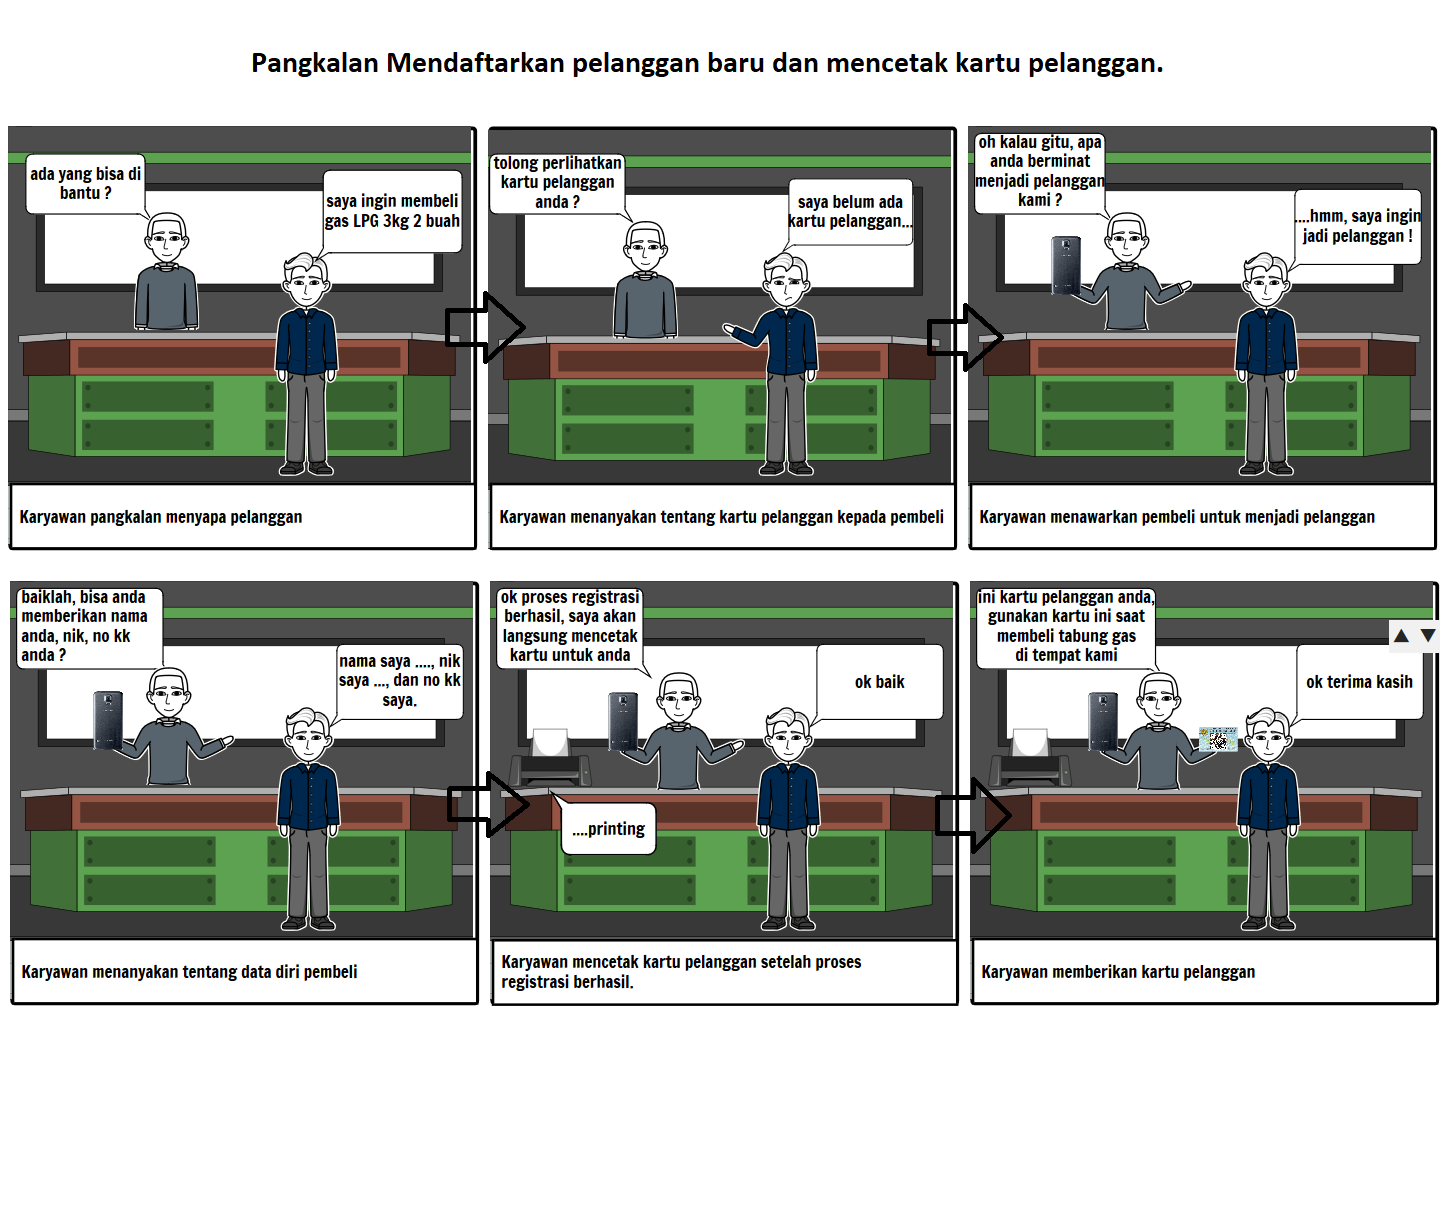 Pangkalan Mendaftarkan pelanggan baru dan mencetak kartu pelanggan.
ada yang bisa di
bantu ?
saya ingin membeli
gas LPG 3kg 2 buah
Karyawan pangkalan menyapa pelanggan
tolong perlihatkan
kartu pelanggan
anda ?
saya belum ada
kartu pelanggan...
Karyawan menanyakan tentang kartu pelanggan kepada pembeli
oh kalau gitu, apa
anda berminat
menjadi pelanggan
kami ?
....hmm, saya ingin
jadi pelanggan !
Karyawan menawarkan pembeli untuk menjadi pelanggan
baiklah, bisa anda
memberikan nama
anda, nik, no kk
anda ?
nama saya ...., nik
saya ..., dan no kk
saya.
Karyawan menanyakan tentang data diri pembeli
ok proses registrasi
berhasil, saya akan
langsung mencetak
kartu untuk anda
ok baik
....printing
Karyawan mencetak kartu pelanggan setelah proses
registrasi berhasil.
ini kartu pelanggan anda,
gunakan kartu ini saat
membeli tabung gas
di tempat kami
ok terima kasih
Karyawan memberikan kartu pelanggan